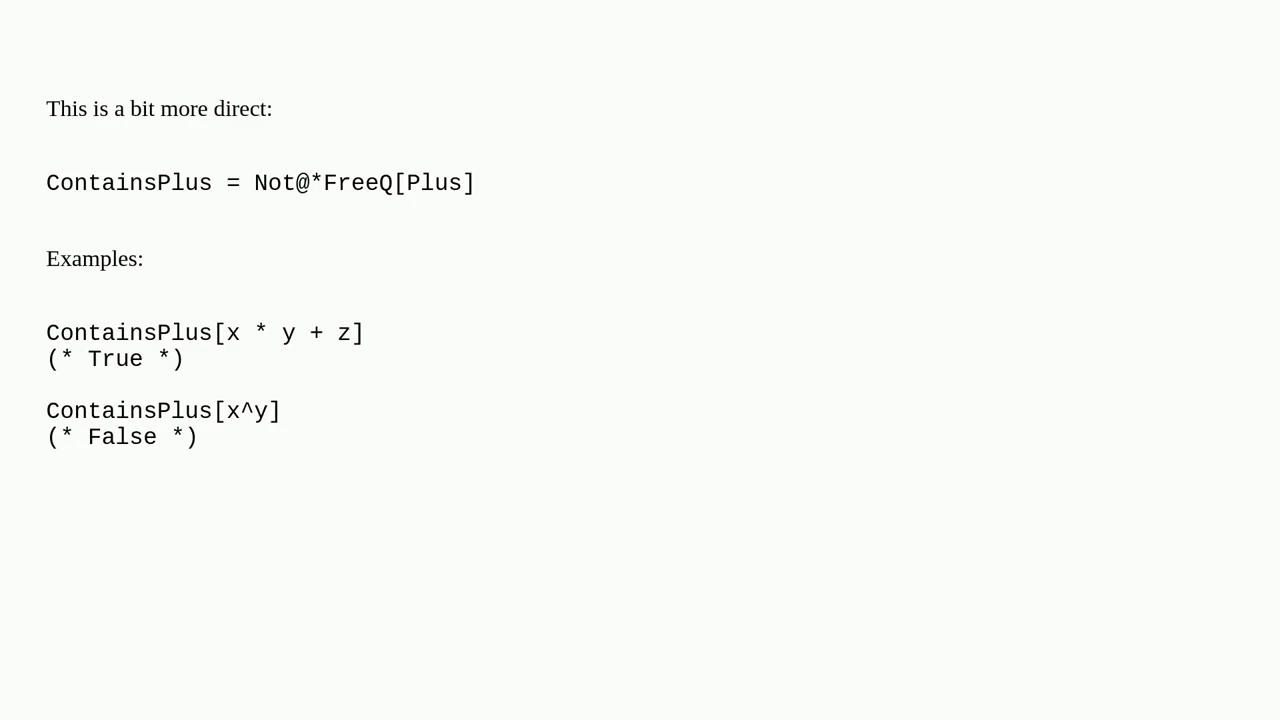 This is a bit more direct:
ContainsPlus = Not@*FreeQ[Plus]
Examples:
ContainsPlus[x * y + z]
(* True *)
ContainsPlus[x^y]
(* False *)